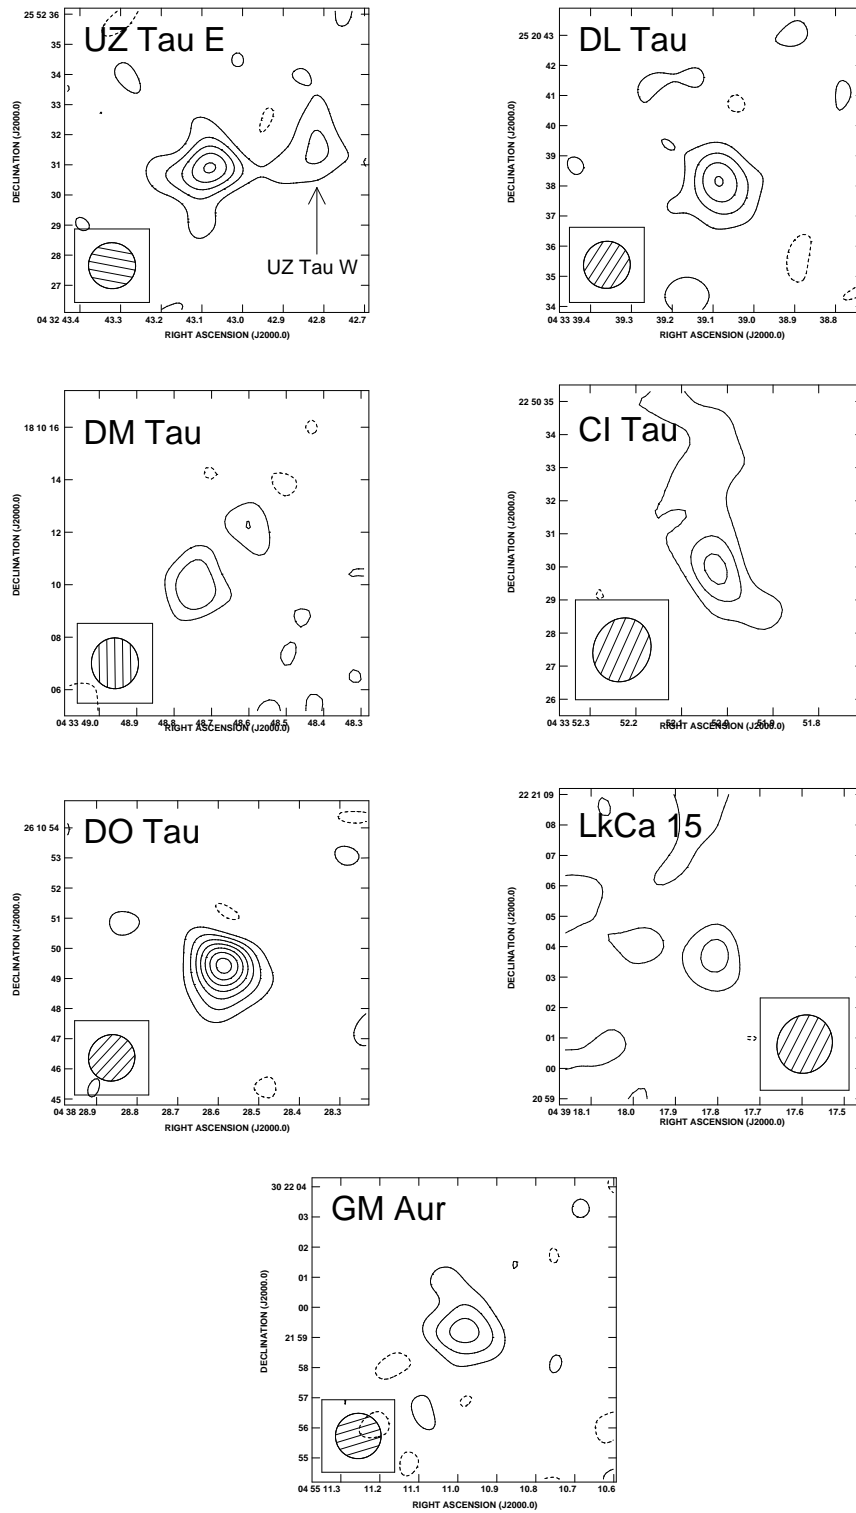 UZ Tau E
25 52 36
35
34
33
32
31
30
29
28
27
DECLINATION (J2000.0)
UZ Tau W
04 32 43.4 43.3 43.2 43.1 43.0 42.9 42.8 42.7
RIGHT ASCENSION (J2000.0)
DL Tau
25 20 43
42
41
40
39
38
37
36
35
34
DECLINATION (J2000.0)
04 33 39.4 39.3 39.2 39.1 39.0 38.9 38.8
RIGHT ASCENSION (J2000.0)
DM Tau
18 10 16
14
12
10
08
06
DECLINATION (J2000.0)
04 33 49.0 48.9 48.8 48.7 48.6 48.5 48.4 48.3
RIGHT ASCENSION (J2000.0)
CI Tau
22 50 35
34
33
32
31
30
29
28
27
26
DECLINATION (J2000.0)
04 33 52.3 52.2 52.1 52.0 51.9 51.8
RIGHT ASCENSION (J2000.0)
DO Tau
26 10 54
53
52
51
50
49
48
47
46
45
DECLINATION (J2000.0)
04 38 28.9 28.8 28.7 28.6 28.5 28.4 28.3
RIGHT ASCENSION (J2000.0)
LkCa 15
22 21 09
08
07
06
05
04
03
02
01
00
20 59
DECLINATION (J2000.0)
04 39 18.1 18.0 17.9 17.8 17.7 17.6 17.5
RIGHT ASCENSION (J2000.0)
GM Aur
30 22 04
03
02
01
00
21 59
58
57
56
55
DECLINATION (J2000.0)
04 55 11.3 11.2 11.1 11.0 10.9 10.8 10.7 10.6
RIGHT ASCENSION (J2000.0)